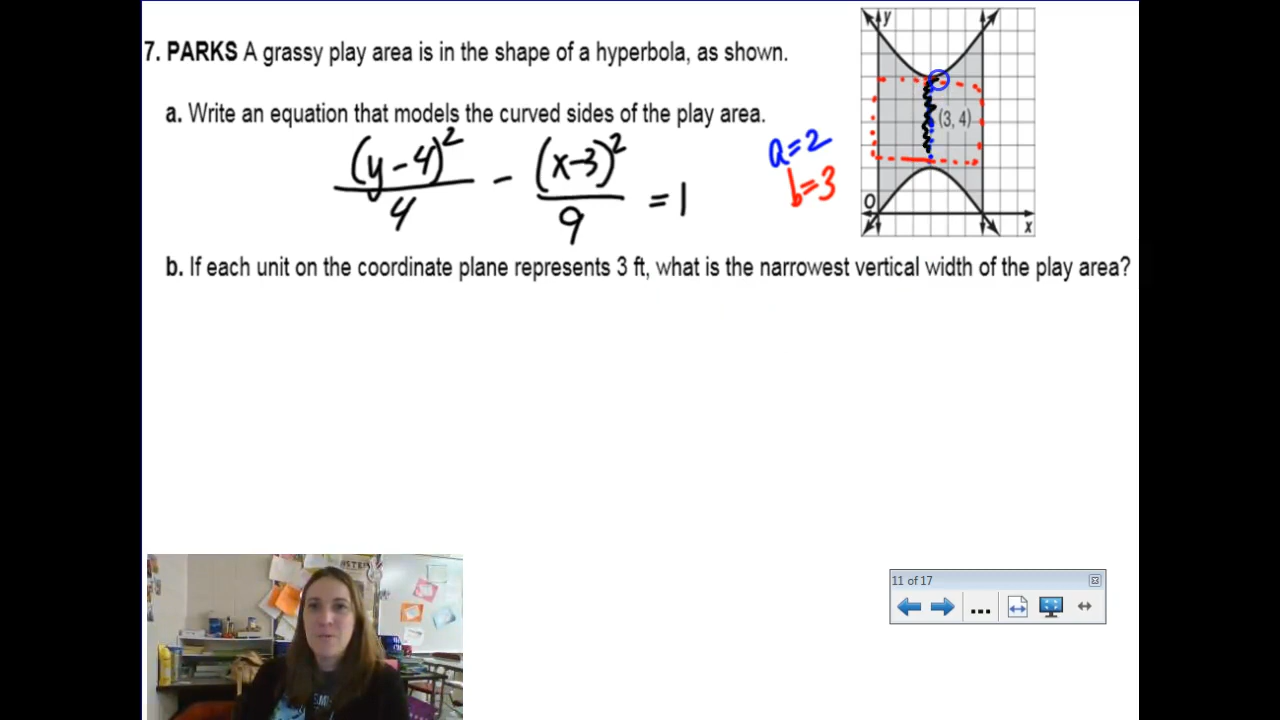 7. PARKS A grassy play area is in the shape of a hyperbola, as shown.
a. Write an equation that models the curved sides of the play area.
(y-4)²/4 - (x-3)²/9 = 1
a=2
b=3
y
(3, 4)
O
x
b. If each unit on the coordinate plane represents 3 ft, what is the narrowest vertical width of the play area?
11 of 17
...